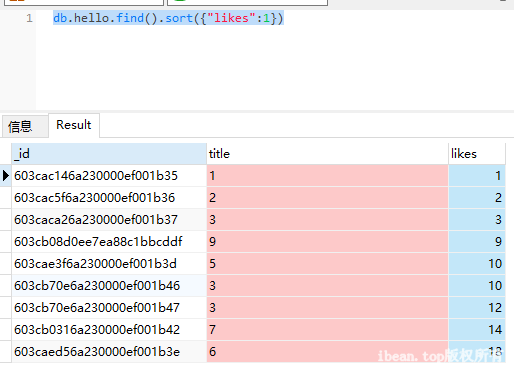 1 db.hello.find().sort({"likes":1})
信息 Result
_id title likes
603cac146a230000ef001b35 1 1
603cac5f6a230000ef001b36 2 2
603caca26a230000ef001b37 3 3
603cb08d0ee7ea88c1bbcddf 9 9
603cae3f6a230000ef001b3d 5 10
603cb70e6a230000ef001b46 3 10
603cb70e6a230000ef001b47 3 12
603cb0316a230000ef001b42 7 14
603caed56a230000ef001b3e 6 18
ibean.top版权所有